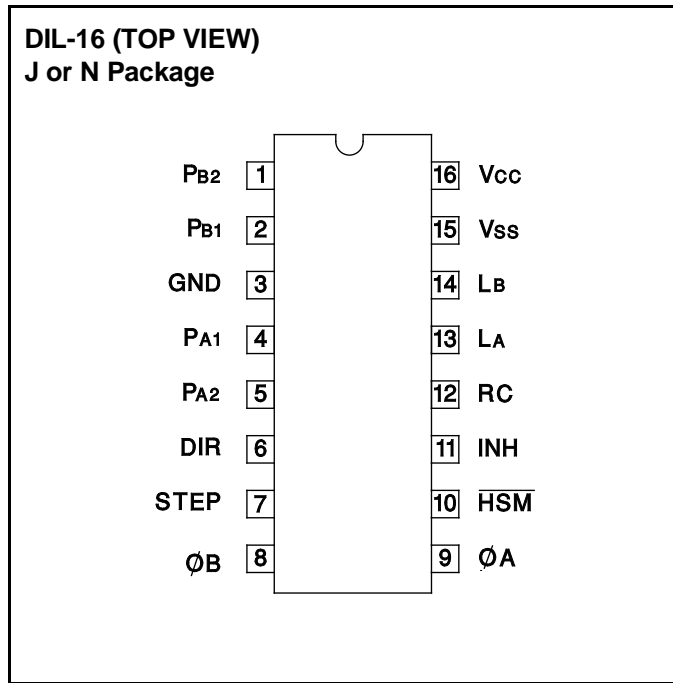 DIL-16 (TOP VIEW)
J or N Package
PB2 1 16 VCC
PB1 2 15 VSS
GND 3 14 LB
PA1 4 13 LA
PA2 5 12 RC
DIR 6 11 INH
STEP 7 10 H̅S̅M̅
ØB 8 9 ØA